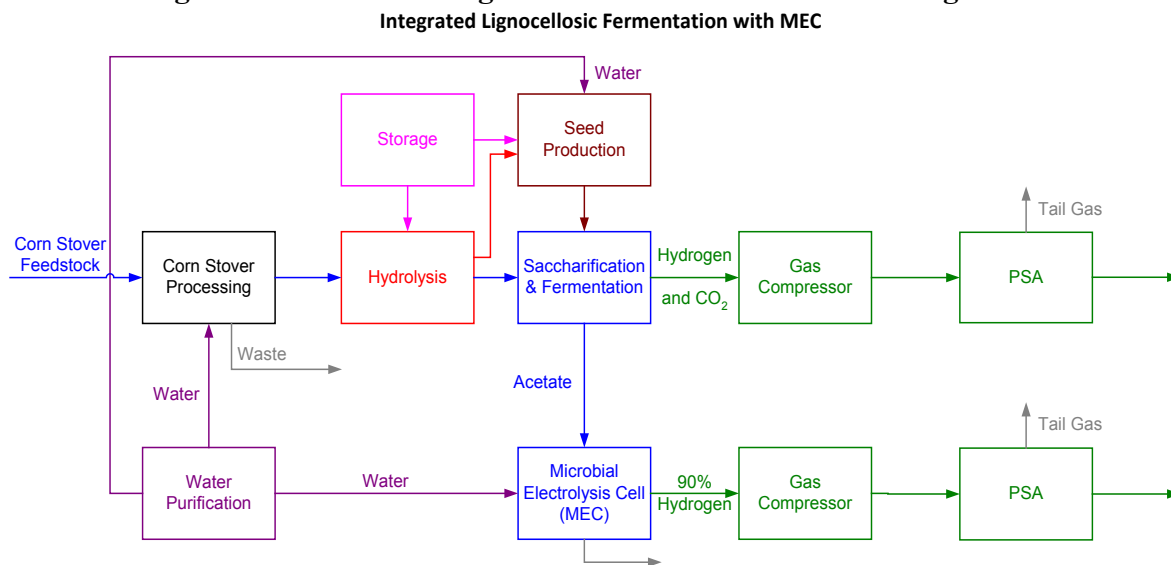 Integrated Lignocellosic Fermentation with MEC
Water
Storage
Seed
Production
Tail Gas
Corn Stover
Feedstock
Corn Stover
Processing
Hydrolysis
Saccharification
& Fermentation
Hydrogen
and CO₂
Gas
Compressor
PSA
Waste
Water
Acetate
Tail Gas
Water
Purification
Water
Microbial
Electrolysis Cell
(MEC)
90%
Hydrogen
Gas
Compressor
PSA